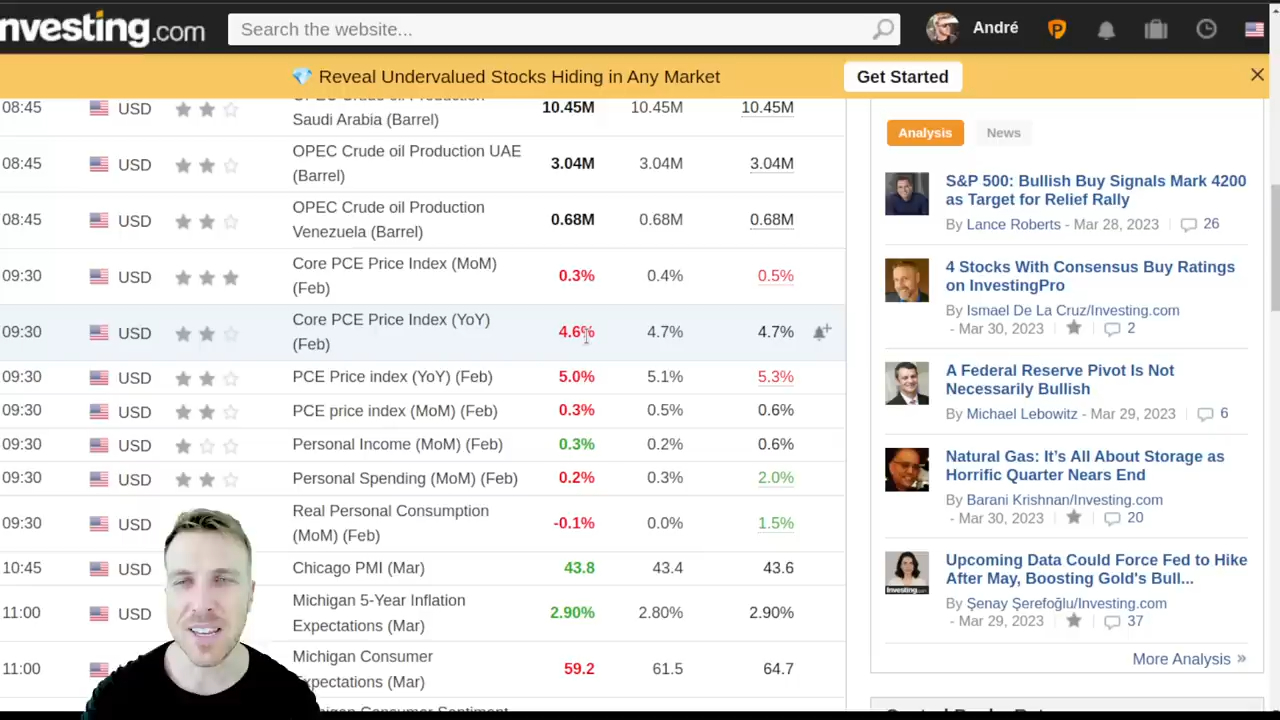 nvesting.com
Search the website...
André
Reveal Undervalued Stocks Hiding in Any Market
Get Started
08:45 USD OPEC Crude oil Production 10.45M 10.45M 10.45M
Saudi Arabia (Barrel)
08:45 USD OPEC Crude oil Production UAE 3.04M 3.04M 3.04M
(Barrel)
08:45 USD OPEC Crude oil Production 0.68M 0.68M 0.68M
Venezuela (Barrel)
09:30 USD Core PCE Price Index (MoM) 0.3% 0.4% 0.5%
(Feb)
09:30 USD Core PCE Price Index (YoY) 4.6% 4.7% 4.7%
(Feb)
09:30 USD PCE Price index (YoY) (Feb) 5.0% 5.1% 5.3%
09:30 USD PCE price index (MoM) (Feb) 0.3% 0.5% 0.6%
09:30 USD Personal Income (MoM) (Feb) 0.3% 0.2% 0.6%
09:30 USD Personal Spending (MoM) (Feb) 0.2% 0.3% 2.0%
09:30 USD Real Personal Consumption -0.1% 0.0% 1.5%
(MoM) (Feb)
10:45 USD Chicago PMI (Mar) 43.8 43.4 43.6
11:00 USD Michigan 5-Year Inflation 2.90% 2.80% 2.90%
Expectations (Mar)
11:00 USD Michigan Consumer 59.2 61.5 64.7
Expectations (Mar)
Michigan Consumer Sentiment
Analysis
News
S&P 500: Bullish Buy Signals Mark 4200
as Target for Relief Rally
By Lance Roberts - Mar 28, 2023 26
4 Stocks With Consensus Buy Ratings
on InvestingPro
By Ismael De La Cruz/Investing.com
- Mar 30, 2023 2
A Federal Reserve Pivot Is Not
Necessarily Bullish
By Michael Lebowitz - Mar 29, 2023 6
Natural Gas: It's All About Storage as
Horrific Quarter Nears End
By Barani Krishnan/Investing.com
- Mar 30, 2023 20
Upcoming Data Could Force Fed to Hike
After May, Boosting Gold's Bull...
By Şenay Şerefoğlu/Investing.com
- Mar 29, 2023 37
More Analysis »